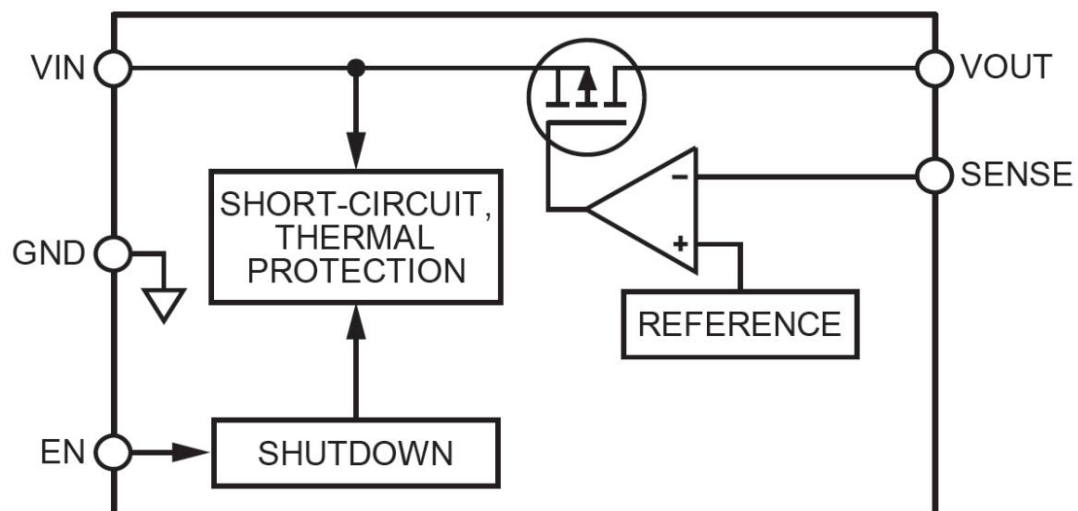 VIN
VOUT
SENSE
SHORT-CIRCUIT,
THERMAL
PROTECTION
GND
REFERENCE
EN
SHUTDOWN